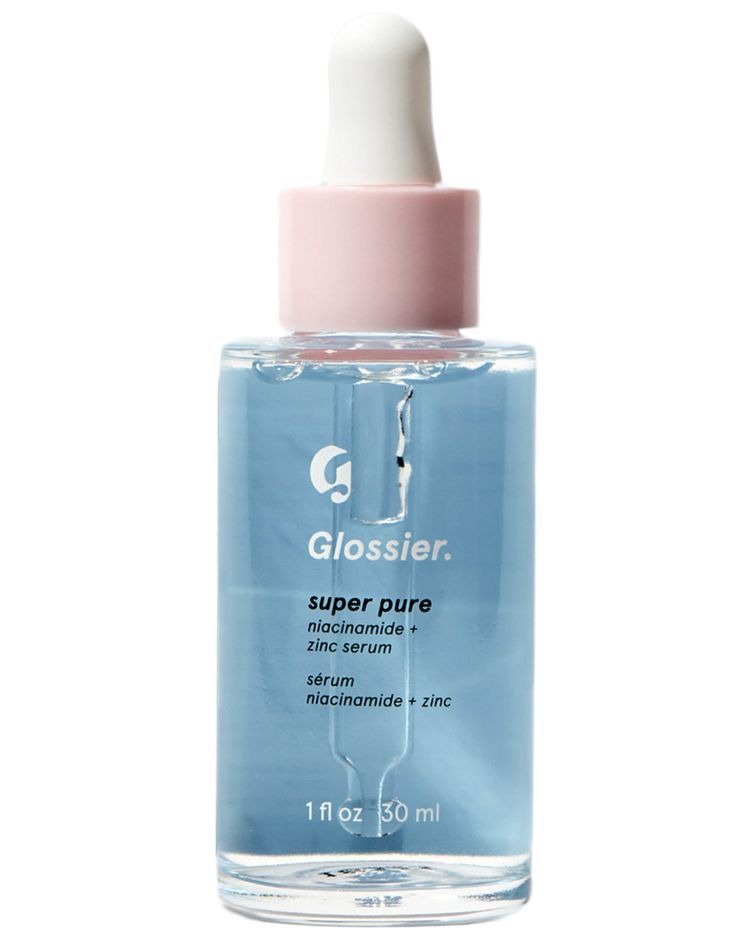 G
Glossier.
super pure
niacinamide +
zinc serum
sérum
niacinamide + zinc
1 fl oz 30 ml